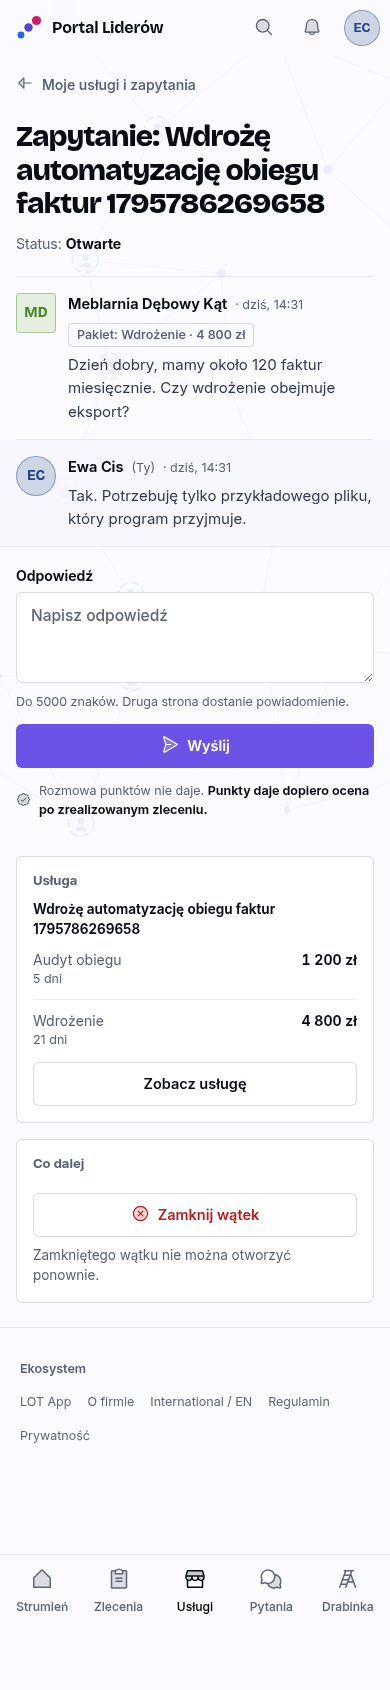 Portal Liderów
EC
Moje usługi i zapytania
Zapytanie: Wdrożę
automatyzację obiegu
faktur 1795786269658
Status: Otwarte
MD
Meblarnia Dębowy Kąt · dziś, 14:31
Pakiet: Wdrożenie · 4 800 zł
Dzień dobry, mamy około 120 faktur
miesięcznie. Czy wdrożenie obejmuje
eksport?
EC
Ewa Cis (Ty) · dziś, 14:31
Tak. Potrzebuję tylko przykładowego pliku,
który program przyjmuje.
Odpowiedź
Napisz odpowiedź
Do 5000 znaków. Druga strona dostanie powiadomienie.
Wyślij
Rozmowa punktów nie daje. Punkty daje dopiero ocena
po zrealizowanym zleceniu.
Usługa
Wdrożę automatyzację obiegu faktur
1795786269658
Audyt obiegu 1 200 zł
5 dni
Wdrożenie 4 800 zł
21 dni
Zobacz usługę
Co dalej
Zamknij wątek
Zamkniętego wątku nie można otworzyć
ponownie.
Ekosystem
LOT App O firmie International / EN Regulamin
Prywatność
Strumień Zlecenia Usługi Pytania Drabinka